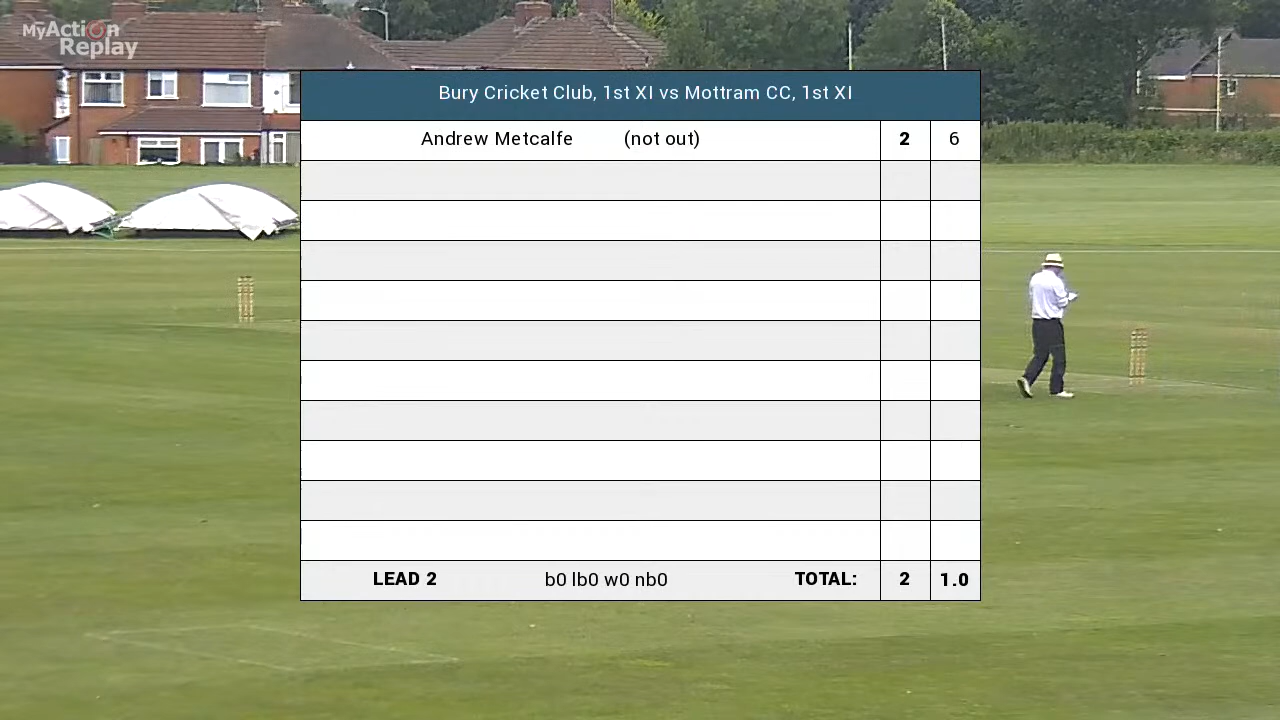 MyAction
Replay
Bury Cricket Club, 1st XI vs Mottram CC, 1st XI
Andrew Metcalfe (not out) 2 6
LEAD 2 b0 lb0 w0 nb0 TOTAL: 2 1.0